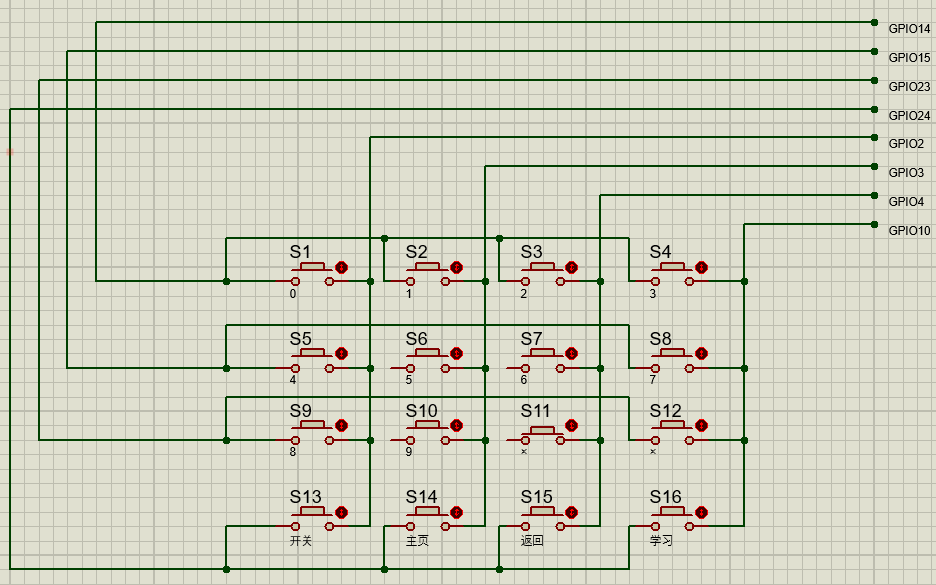 GPIO14
GPIO15
GPIO23
GPIO24
GPIO2
GPIO3
GPIO4
GPIO10
S1 S2 S3 S4
0 1 2 3
S5 S6 S7 S8
4 5 6 7
S9 S10 S11 S12
8 9 × ×
S13 S14 S15 S16
开关 主页 返回 学习